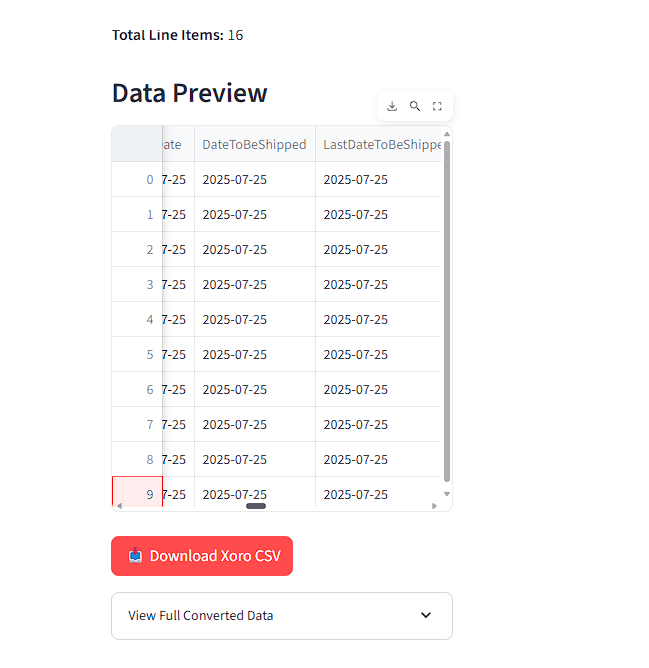 Total Line Items: 16
Data Preview
ate DateToBeShipped LastDateToBeShippe
0 7-25 2025-07-25 2025-07-25
1 7-25 2025-07-25 2025-07-25
2 7-25 2025-07-25 2025-07-25
3 7-25 2025-07-25 2025-07-25
4 7-25 2025-07-25 2025-07-25
5 7-25 2025-07-25 2025-07-25
6 7-25 2025-07-25 2025-07-25
7 7-25 2025-07-25 2025-07-25
8 7-25 2025-07-25 2025-07-25
9 7-25 2025-07-25 2025-07-25
Download Xoro CSV
View Full Converted Data